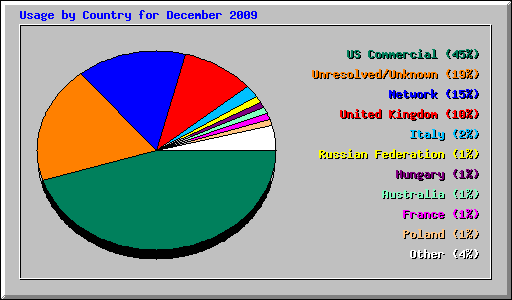 Usage by Country for December 2009
US Commercial (45%)
Unresolved/Unknown (19%)
Network (15%)
United Kingdom (10%)
Italy (2%)
Russian Federation (1%)
Hungary (1%)
Australia (1%)
France (1%)
Poland (1%)
Other (4%)